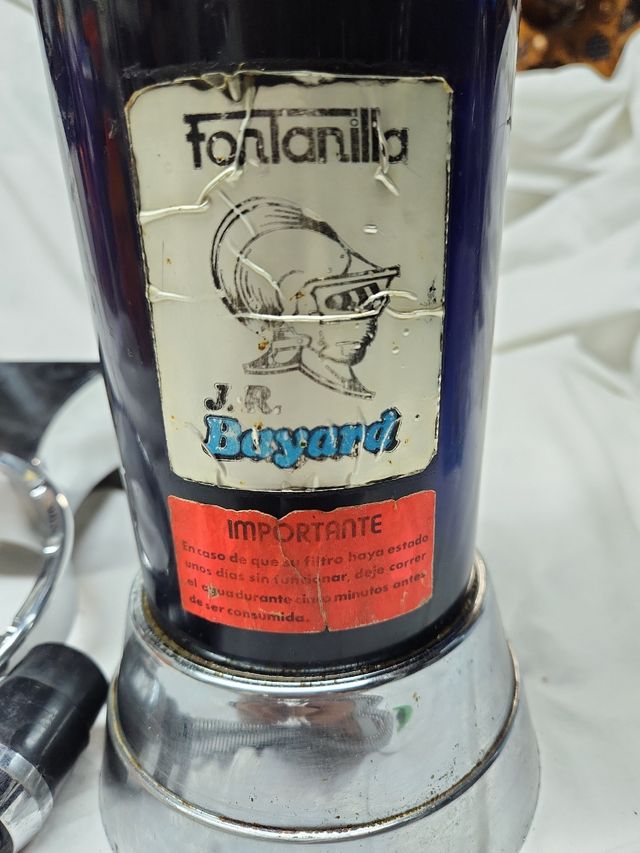 Fontanilla
J.R.
Bayard
IMPORTANTE
En caso de que su filtro haya estado
unos dias sin funcionar, deje correr
el agua durante cinco minutos antes
de ser consumida.